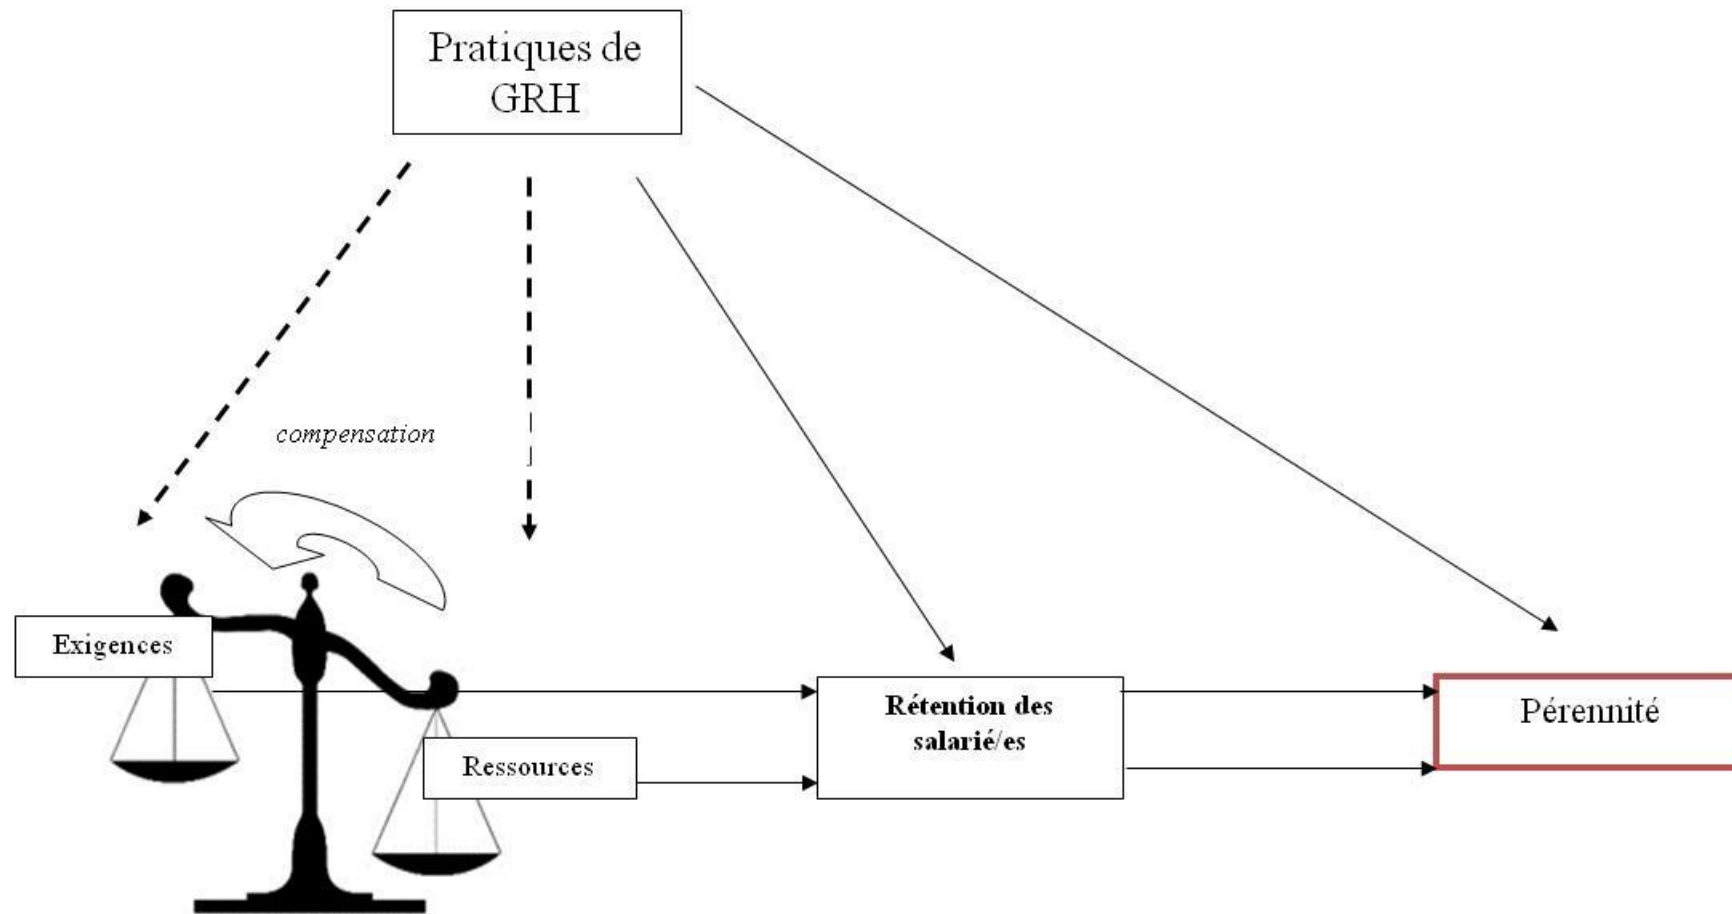 Pratiques de
GRH
compensation
Exigences
Ressources
Rétention des
salarié/es
Pérennité